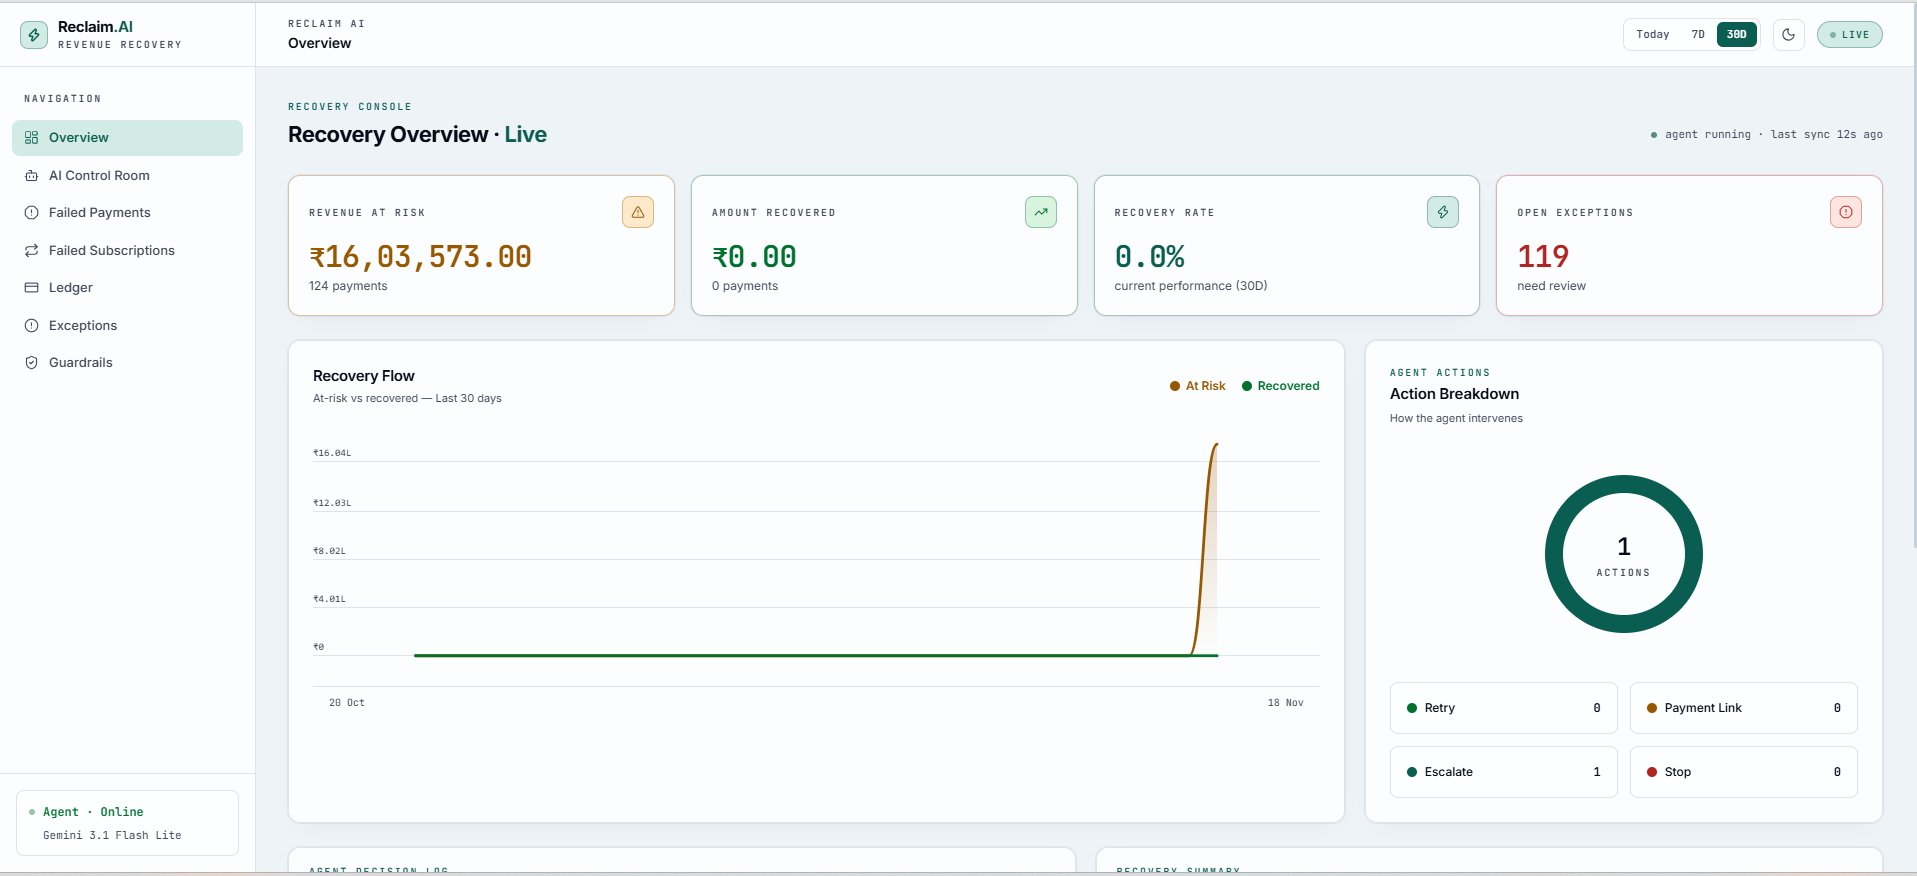 Reclaim.AI
REVENUE RECOVERY
NAVIGATION
Overview
AI Control Room
Failed Payments
Failed Subscriptions
Ledger
Exceptions
Guardrails
Agent · Online
Gemini 3.1 Flash Lite
RECLAIM AI
Overview
Today 7D 30D
LIVE
RECOVERY CONSOLE
Recovery Overview · Live
agent running · last sync 12s ago
REVENUE AT RISK
₹16,03,573.00
124 payments
AMOUNT RECOVERED
₹0.00
0 payments
RECOVERY RATE
0.0%
current performance (30D)
OPEN EXCEPTIONS
119
need review
Recovery Flow
At-risk vs recovered — Last 30 days
At Risk Recovered
₹16.04L
₹12.03L
₹8.02L
₹4.01L
₹0
20 Oct 18 Nov
AGENT ACTIONS
Action Breakdown
How the agent intervenes
1
ACTIONS
Retry 0
Payment Link 0
Escalate 1
Stop 0
AGENT DECISION LOG
RECOVERY SUMMARY